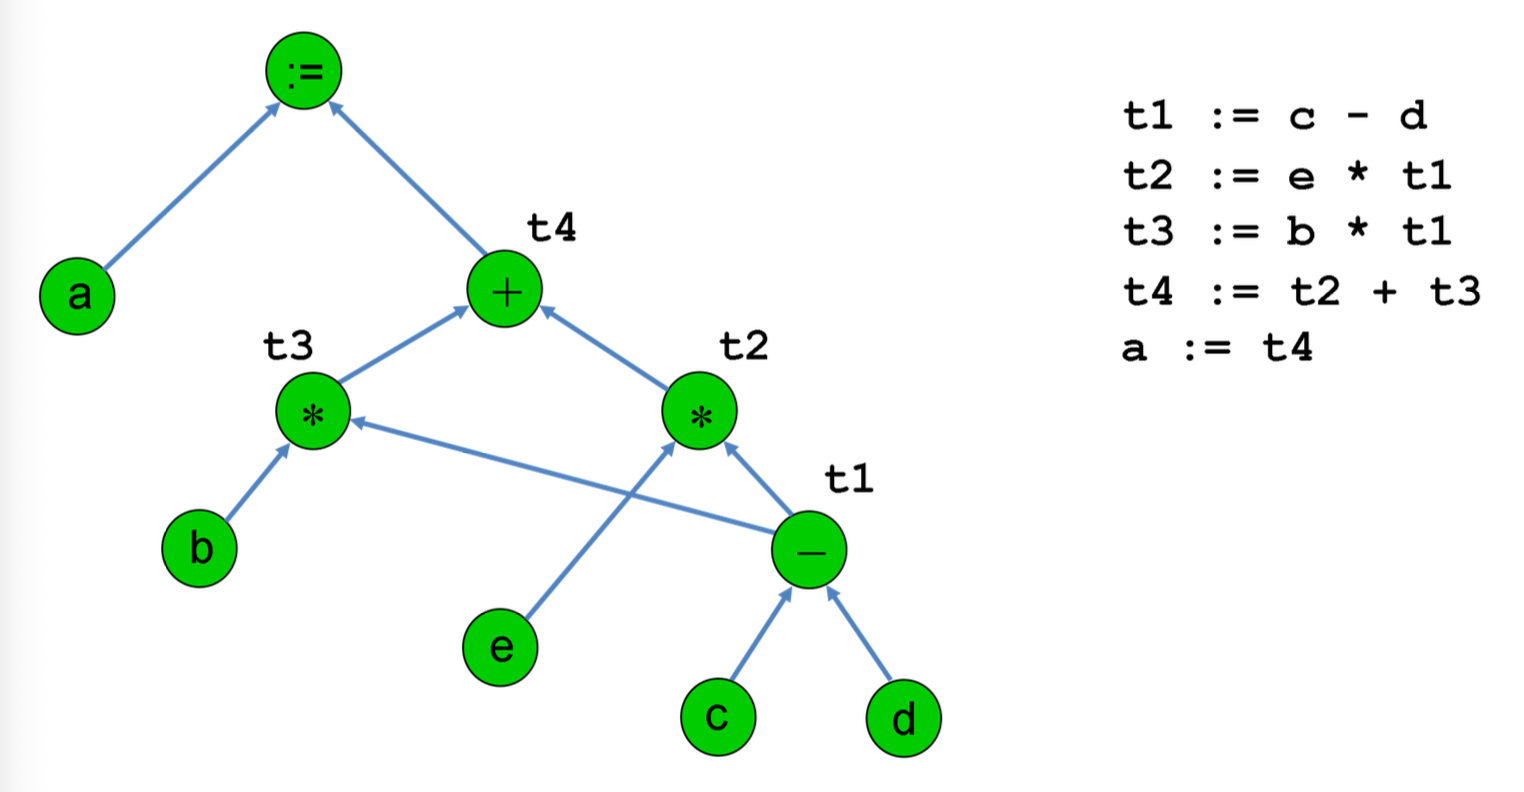 :=
t1 := c - d
t2 := e * t1
t3 := b * t1
t4 := t2 + t3
a := t4
t4
a
+
t3
t2
*
*
t1
b
–
e
c
d